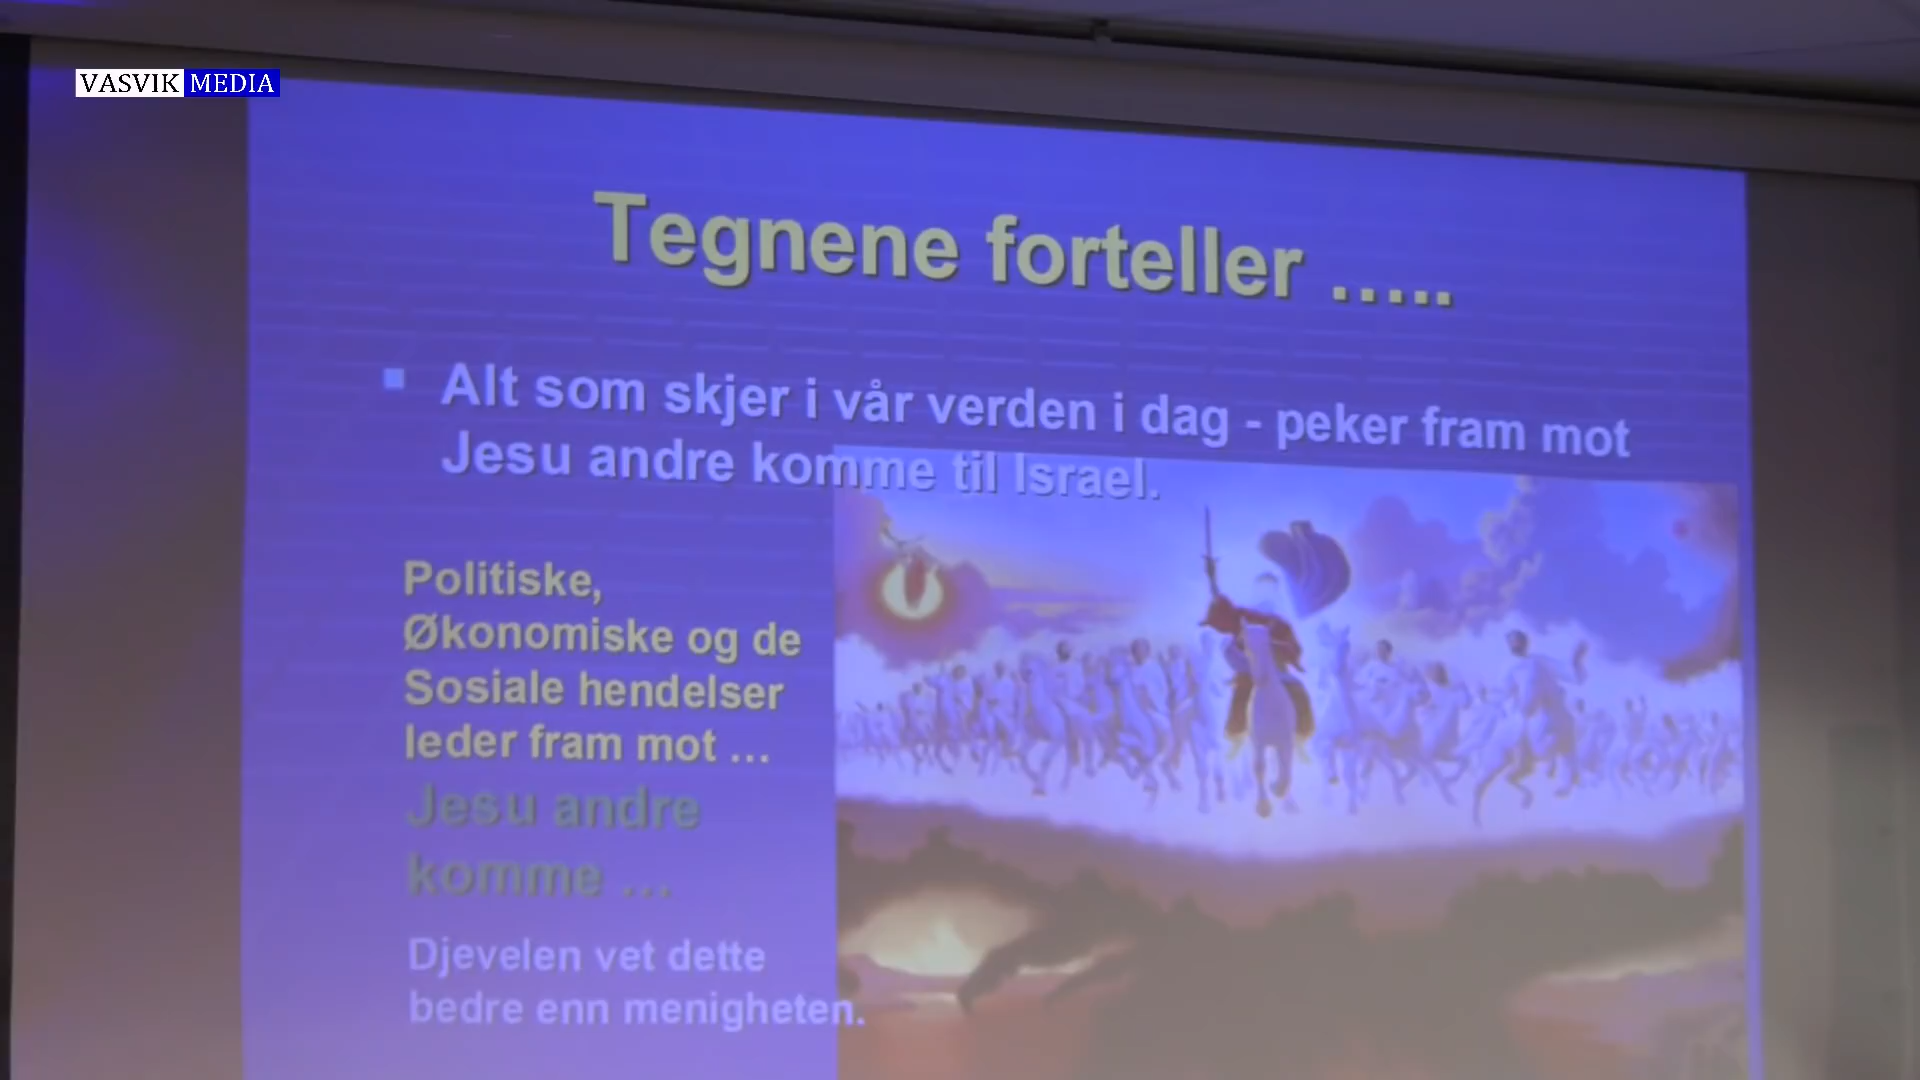 VASVIK MEDIA
Tegnene forteller .....
Alt som skjer i vår verden i dag - peker fram mot
Jesu andre komme til Israel.
Politiske,
Økonomiske og de
Sosiale hendelser
leder fram mot ...
Jesu andre
komme ...
Djevelen vet dette
bedre enn menigheten.